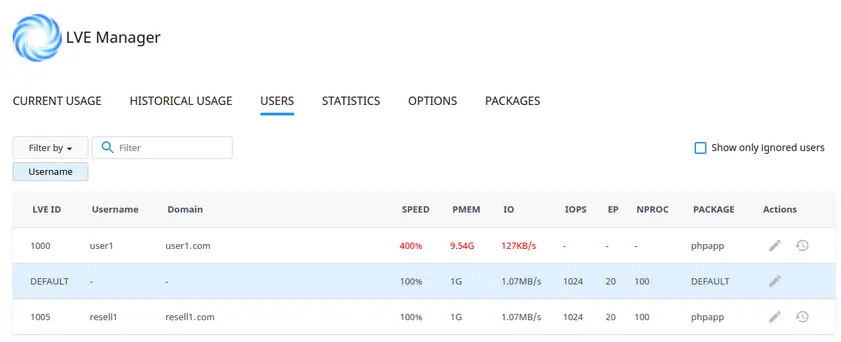 LVE Manager
CURRENT USAGE HISTORICAL USAGE USERS STATISTICS OPTIONS PACKAGES
Filter by Filter Show only ignored users
Username
LVE ID Username Domain SPEED PMEM IO IOPS EP NPROC PACKAGE Actions
1000 user1 user1.com 400% 9.54G 127KB/s - - - phpapp
DEFAULT - - 100% 1G 1.07MB/s 1024 20 100 DEFAULT
1005 resell1 resell1.com 100% 1G 1.07MB/s 1024 20 100 phpapp